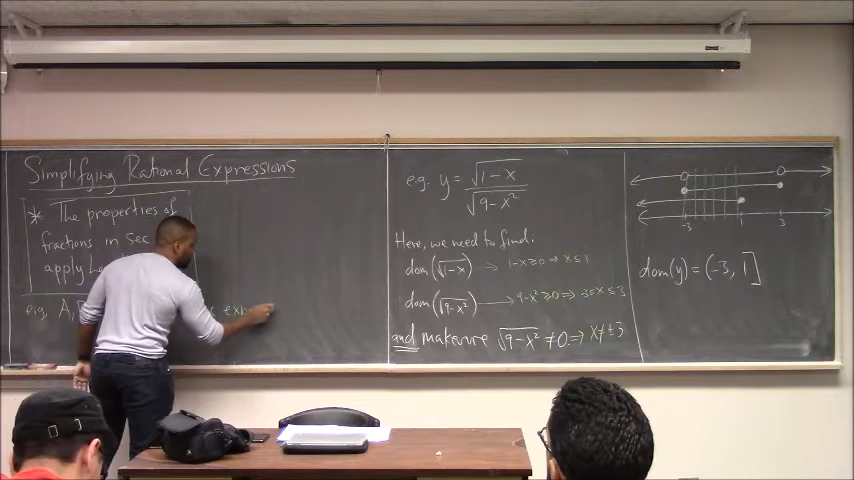 Simplifying Rational Expressions
* The properties of
fractions in Sec.
apply
e.g. A,
e.g. y = √(1-x) / √(9-x²)
Here, we need to find.
dom(√(1-x)) → 1-x≥0 ⇒ x≤1
dom(√(9-x²)) → 9-x²≥0 ⇒ -3≤x≤3
and make sure √(9-x²) ≠0 ⇒ x≠±3
-3 1 3
dom(y) = (-3, 1]